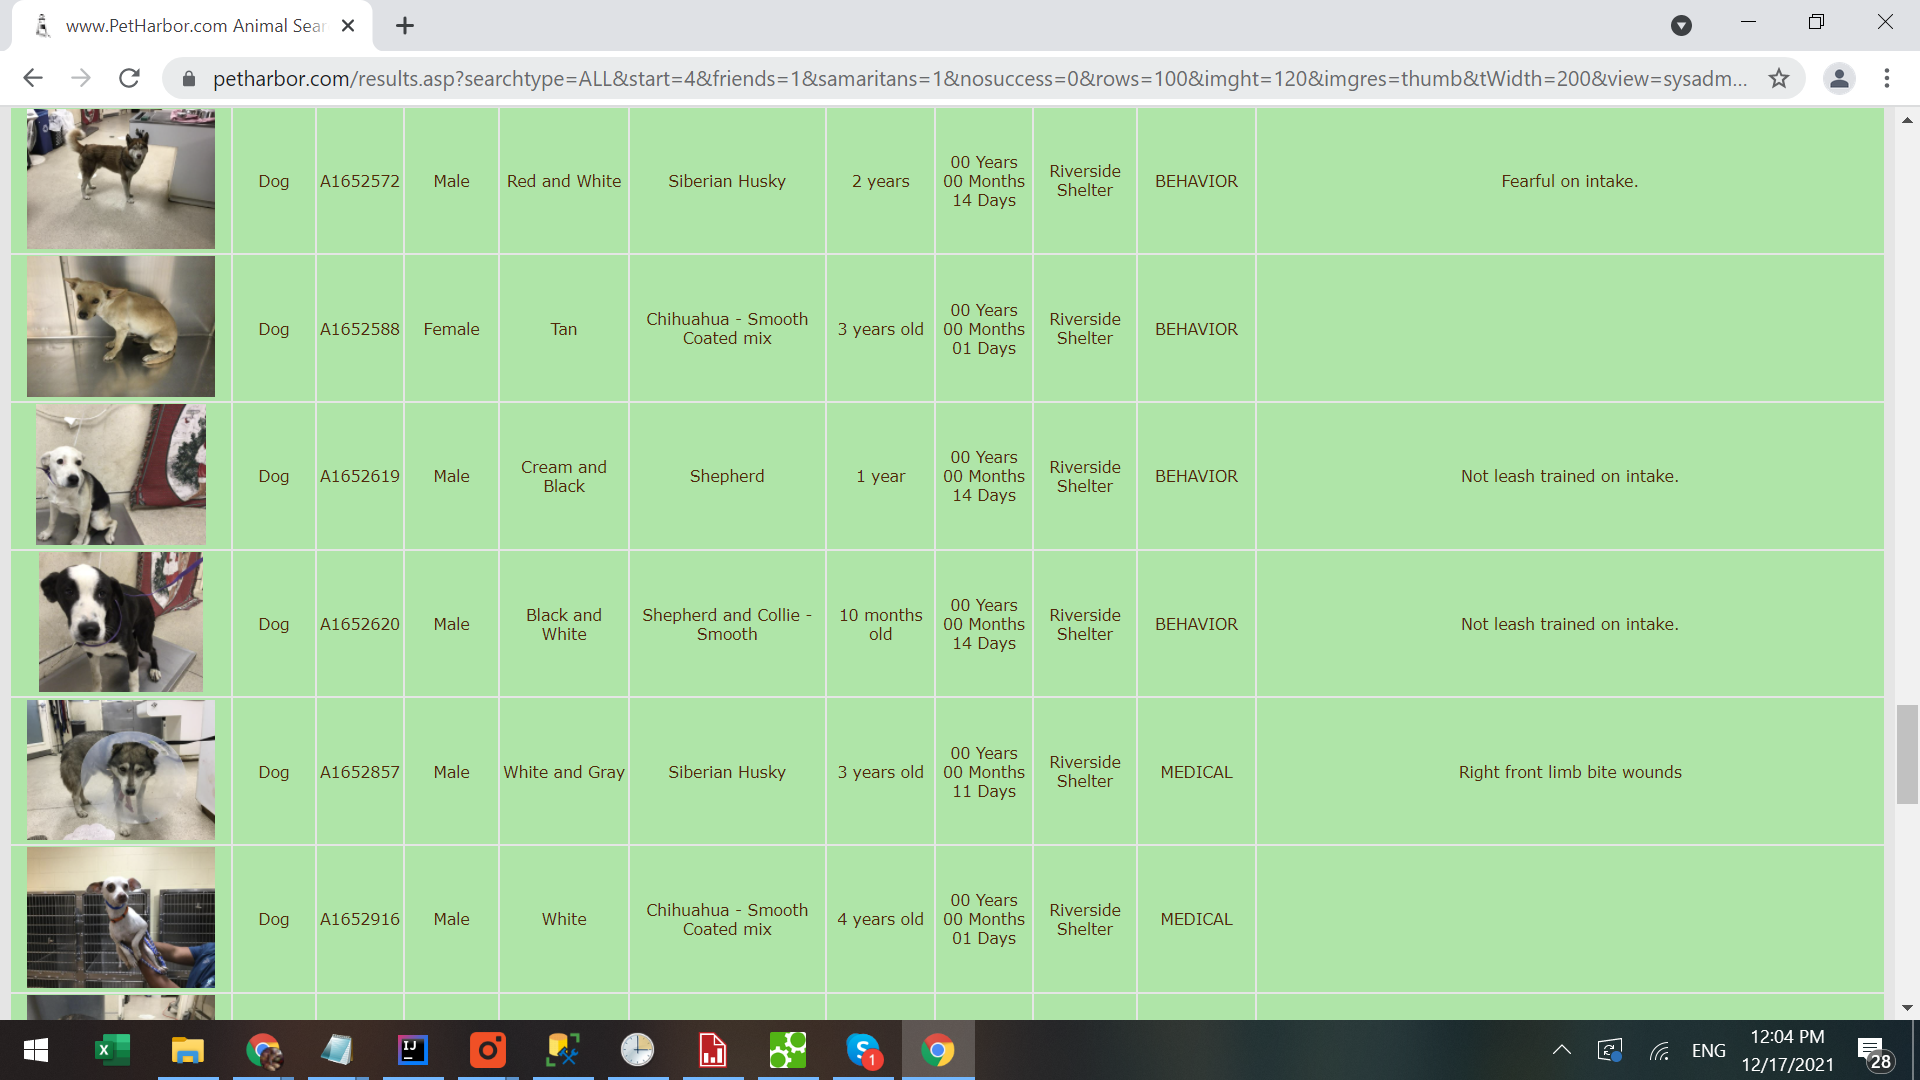 www.PetHarbor.com Animal Sear
petharbor.com/results.asp?searchtype=ALL&start=4&friends=1&samaritans=1&nosuccess=0&rows=100&imght=120&imgres=thumb&tWidth=200&view=sysadm...
Dog
A1652572
Male
Red and White
Siberian Husky
2 years
00 Years
00 Months
14 Days
Riverside
Shelter
BEHAVIOR
Fearful on intake.
Dog
A1652588
Female
Tan
Chihuahua - Smooth
Coated mix
3 years old
00 Years
00 Months
01 Days
Riverside
Shelter
BEHAVIOR
Dog
A1652619
Male
Cream and
Black
Shepherd
1 year
00 Years
00 Months
14 Days
Riverside
Shelter
BEHAVIOR
Not leash trained on intake.
Dog
A1652620
Male
Black and
White
Shepherd and Collie -
Smooth
10 months
old
00 Years
00 Months
14 Days
Riverside
Shelter
BEHAVIOR
Not leash trained on intake.
Dog
A1652857
Male
White and Gray
Siberian Husky
3 years old
00 Years
00 Months
11 Days
Riverside
Shelter
MEDICAL
Right front limb bite wounds
Dog
A1652916
Male
White
Chihuahua - Smooth
Coated mix
4 years old
00 Years
00 Months
01 Days
Riverside
Shelter
MEDICAL
X
IJ
S
1
ENG
12:04 PM
12/17/2021
28